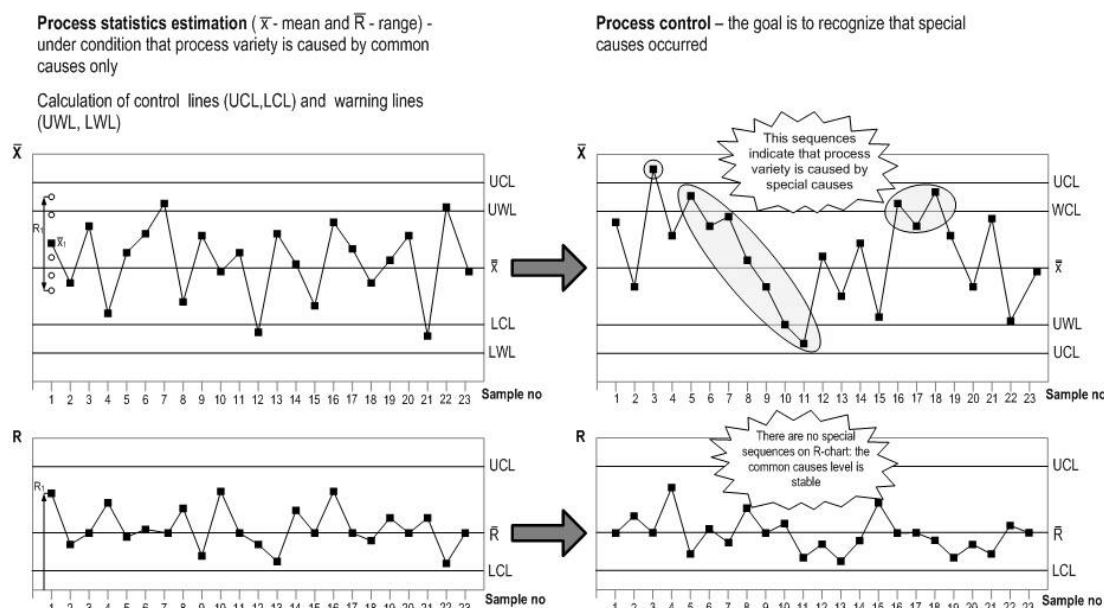 Process statistics estimation ( x̄ - mean and R̄ - range) -
under condition that process variety is caused by common
causes only
Calculation of control lines (UCL,LCL) and warning lines
(UWL, LWL)
Process control – the goal is to recognize that special
causes occurred
X̿
UCL
UWL
R₁
x̄₁
x̿
LCL
LWL
1 2 3 4 5 6 7 8 9 10 11 12 13 14 15 16 17 18 19 20 21 22 23 Sample no
X̿
This sequences
indicate that process
variety is caused by
special causes
UCL
WCL
x̿
UWL
UCL
1 2 3 4 5 6 7 8 9 10 11 12 13 14 15 16 17 18 19 20 21 22 23 Sample no
R
UCL
R₁
R̄
LCL
1 2 3 4 5 6 7 8 9 10 11 12 13 14 15 16 17 18 19 20 21 22 23 Sample no
R
There are no special
sequences on R-chart: the
common causes level is
stable
UCL
R̄
LCL
1 2 3 4 5 6 7 8 9 10 11 12 13 14 15 16 17 18 19 20 21 22 23 Sample no